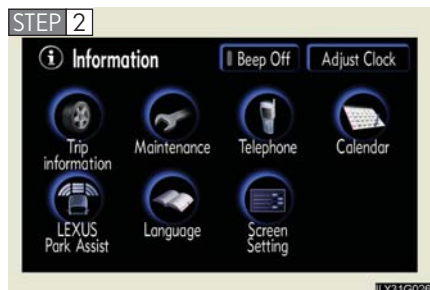 STEP 2
i Information
Beep Off
Adjust Clock
Trip
information
Maintenance
Telephone
Calendar
LEXUS
Park Assist
Language
Screen
Setting